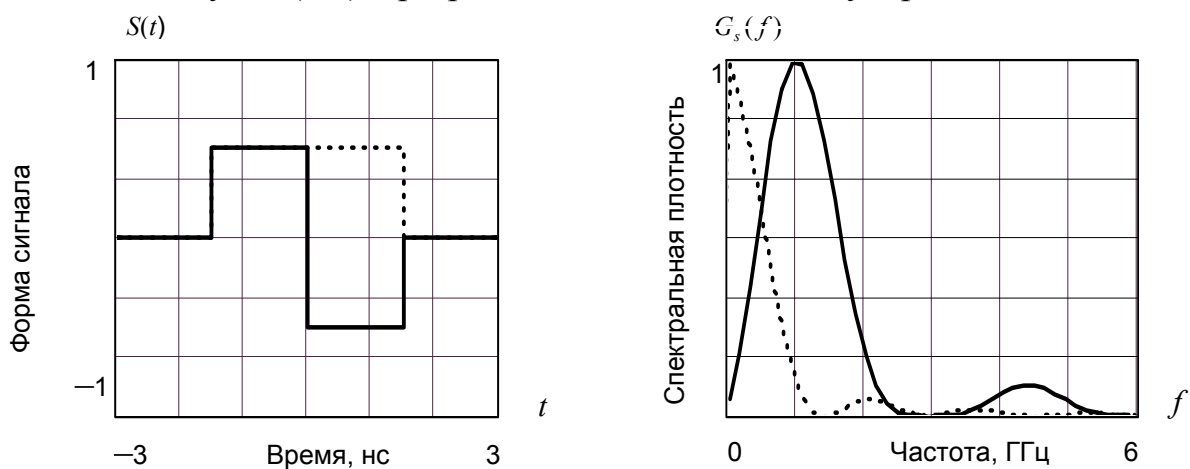 S(t)
1
Форма сигнала
−1
t
−3 Время, нс 3
G_s(f)
1
Спектральная плотность
f
0 Частота, ГГц 6